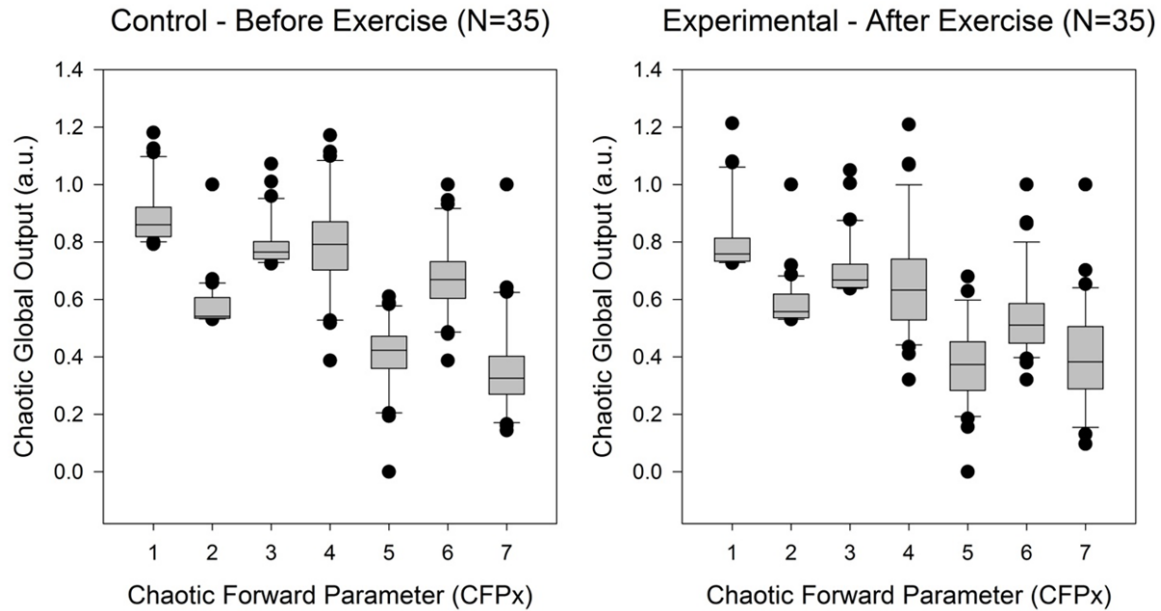 Control - Before Exercise (N=35)
Chaotic Global Output (a.u.)
1.4
1.2
1.0
0.8
0.6
0.4
0.2
0.0
1 2 3 4 5 6 7
Chaotic Forward Parameter (CFPx)
Experimental - After Exercise (N=35)
Chaotic Global Output (a.u.)
1.4
1.2
1.0
0.8
0.6
0.4
0.2
0.0
1 2 3 4 5 6 7
Chaotic Forward Parameter (CFPx)